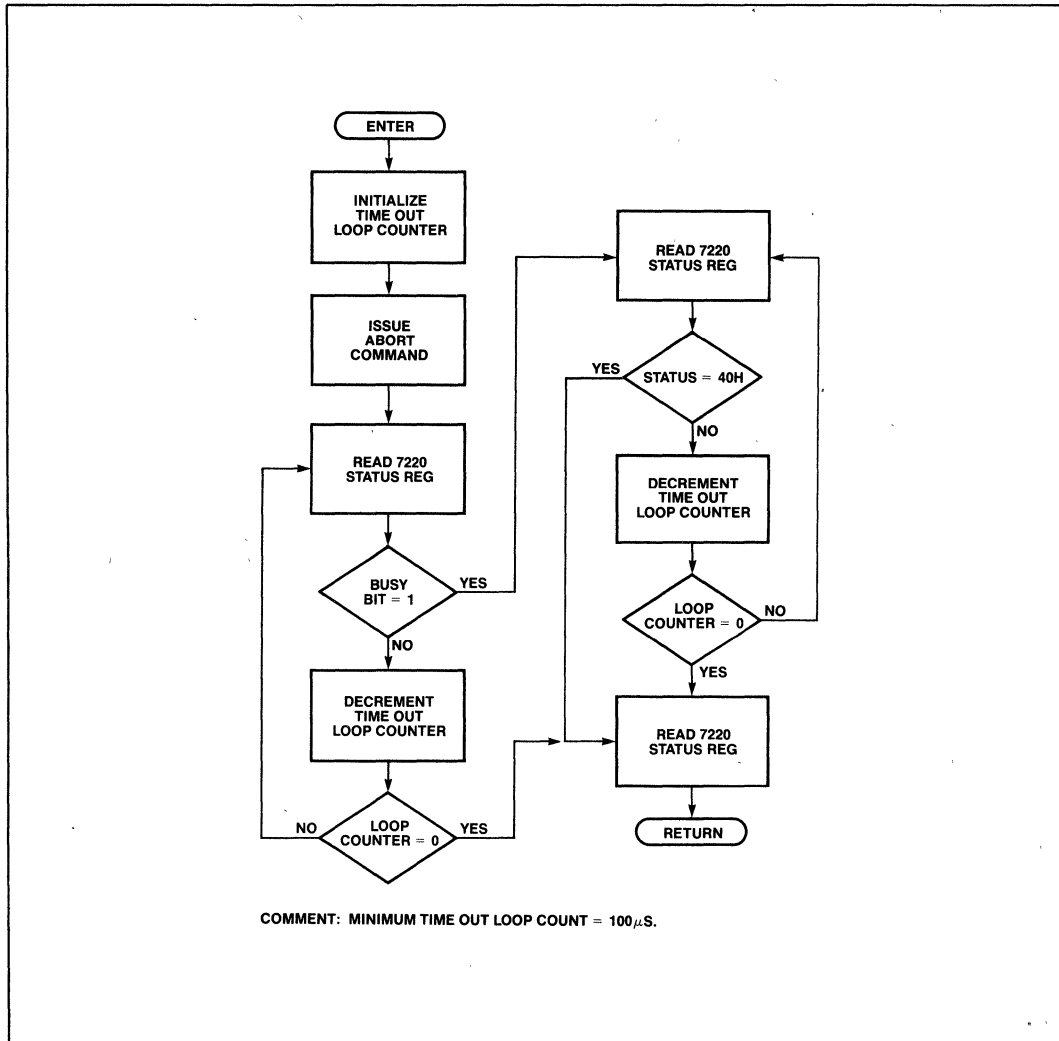 ENTER
INITIALIZE
TIME OUT
LOOP COUNTER
ISSUE
ABORT
COMMAND
READ 7220
STATUS REG
BUSY
BIT = 1
YES
NO
DECREMENT
TIME OUT
LOOP COUNTER
LOOP
COUNTER = 0
NO
YES
READ 7220
STATUS REG
STATUS = 40H
YES
NO
DECREMENT
TIME OUT
LOOP COUNTER
LOOP
COUNTER = 0
NO
YES
READ 7220
STATUS REG
RETURN
COMMENT: MINIMUM TIME OUT LOOP COUNT = 100μS.